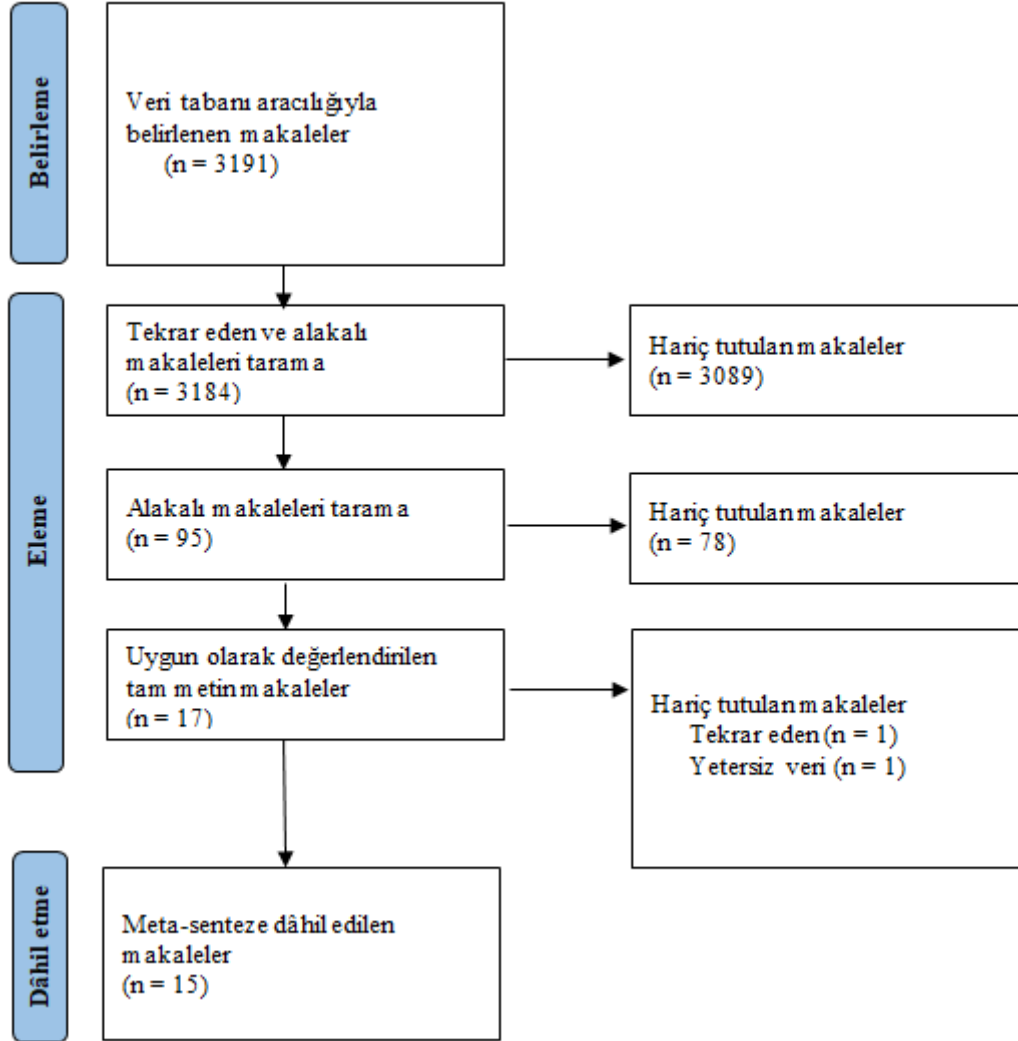 Belirleme
Veri tabanı aracılığıyla
belirlenen makaleler
(n = 3191)
Eleme
Tekrar eden ve alakalı
makaleleri tarama
(n = 3184)
Hariç tutulan makaleler
(n = 3089)
Alakalı makaleleri tarama
(n = 95)
Hariç tutulan makaleler
(n = 78)
Uygun olarak değerlendirilen
tam metin makaleler
(n = 17)
Hariç tutulan makaleler
Tekrar eden (n = 1)
Yetersiz veri (n = 1)
Dâhil etme
Meta-senteze dâhil edilen
makaleler
(n = 15)